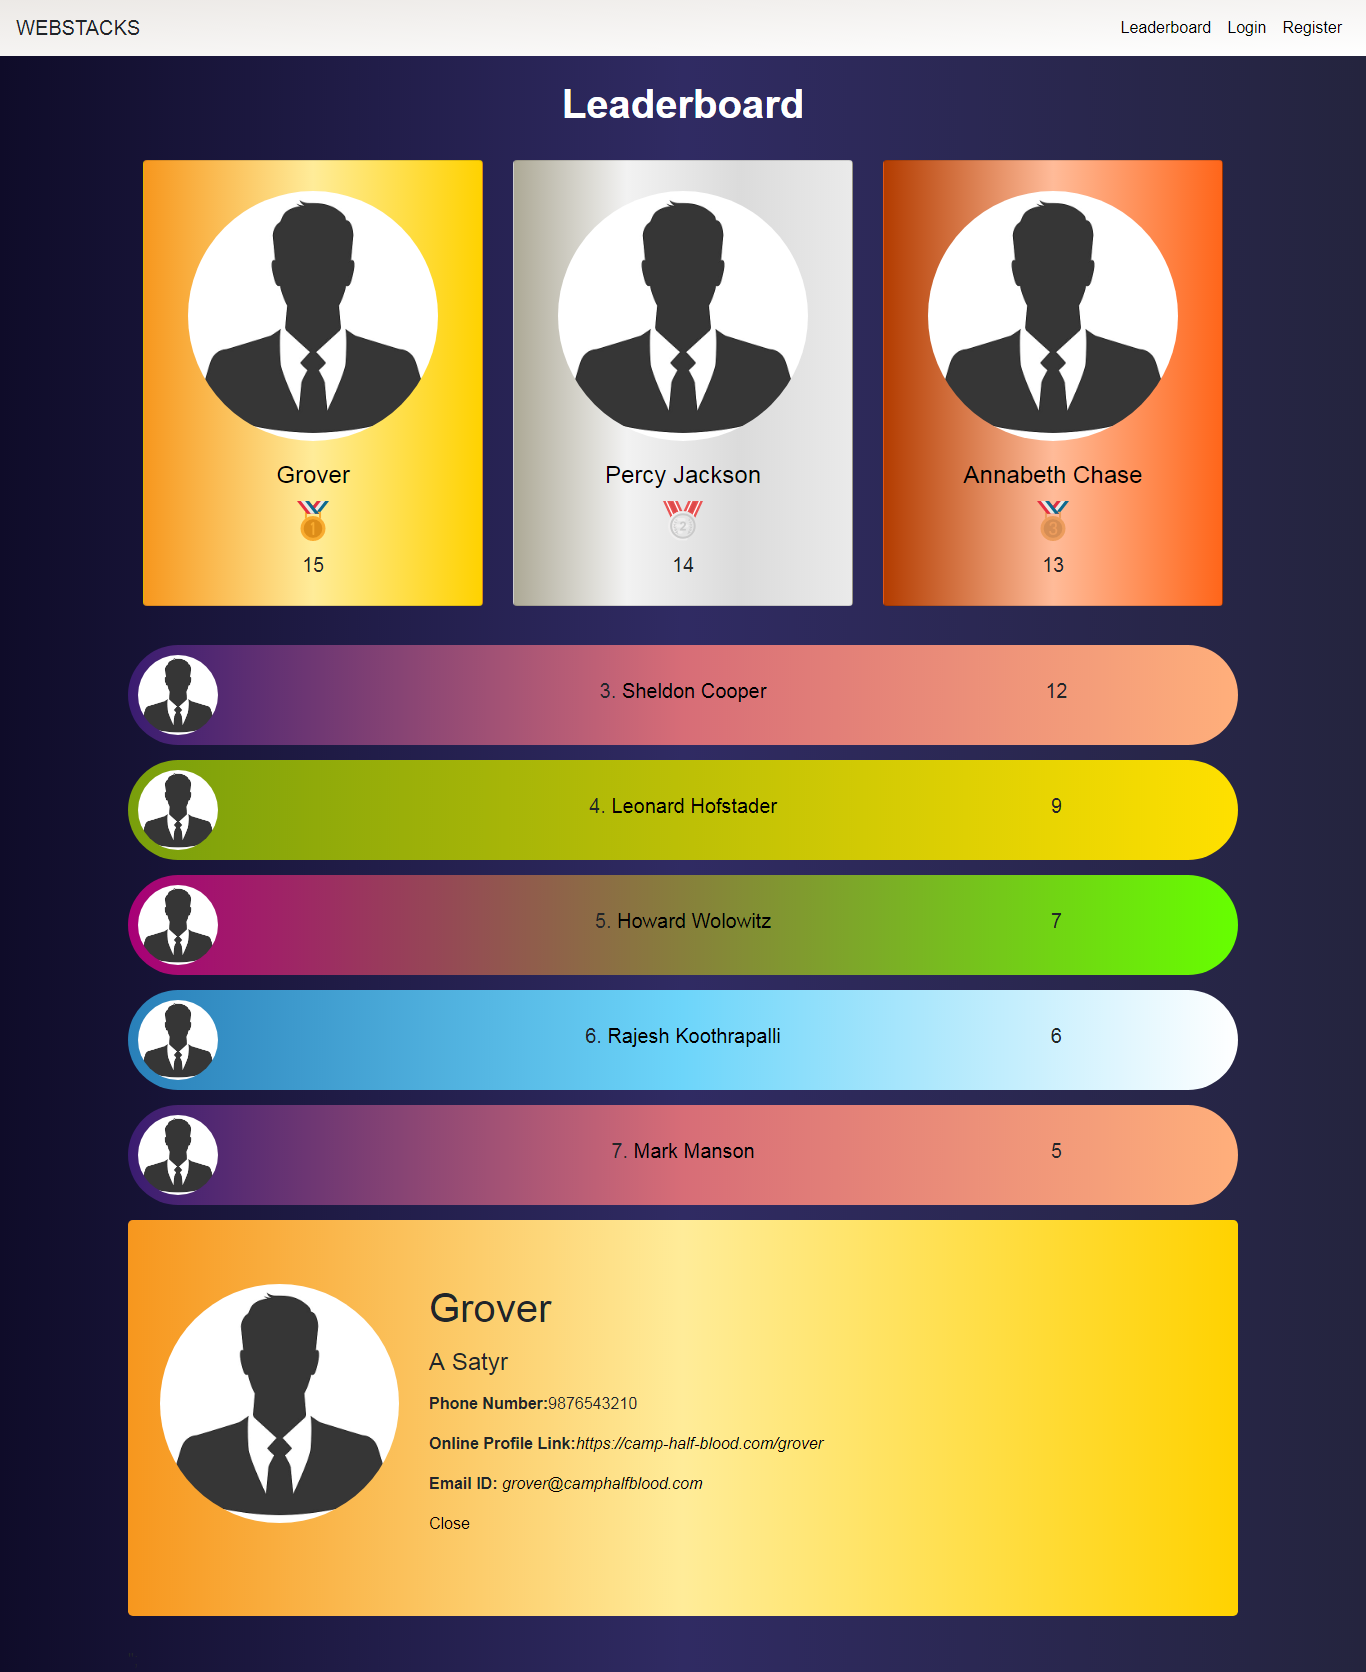 WEBSTACKS
Leaderboard Login Register
Leaderboard
Grover
1
15
Percy Jackson
2
14
Annabeth Chase
3
13
3. Sheldon Cooper 12
4. Leonard Hofstader 9
5. Howard Wolowitz 7
6. Rajesh Koothrapalli 6
7. Mark Manson 5
Grover
A Satyr
Phone Number:9876543210
Online Profile Link:https://camp-half-blood.com/grover
Email ID: grover@camphalfblood.com
Close